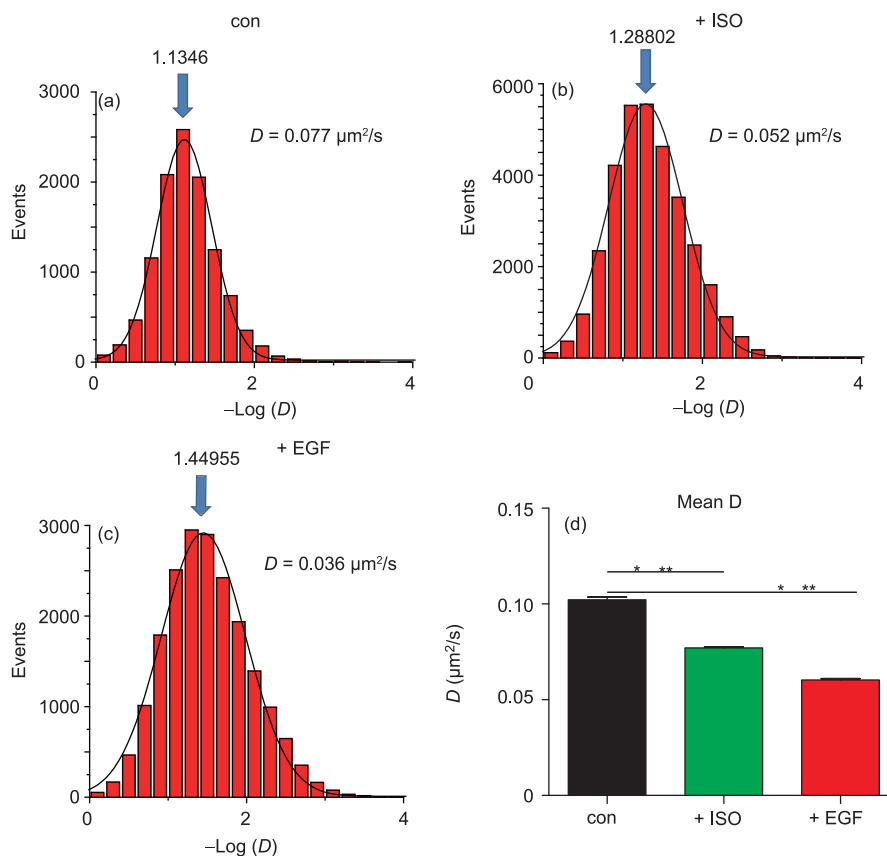 con
1.1346
(a)
D = 0.077 μm²/s
3000
2000
1000
0
Events
0
2
4
–Log (D)
+ ISO
1.28802
(b)
D = 0.052 μm²/s
6000
4000
2000
0
Events
0
2
4
–Log (D)
+ EGF
1.44955
(c)
D = 0.036 μm²/s
3000
2000
1000
0
Events
0
2
4
–Log (D)
Mean D
(d)
* **
* **
0.15
0.10
0.05
0
D (μm²/s)
con
+ ISO
+ EGF